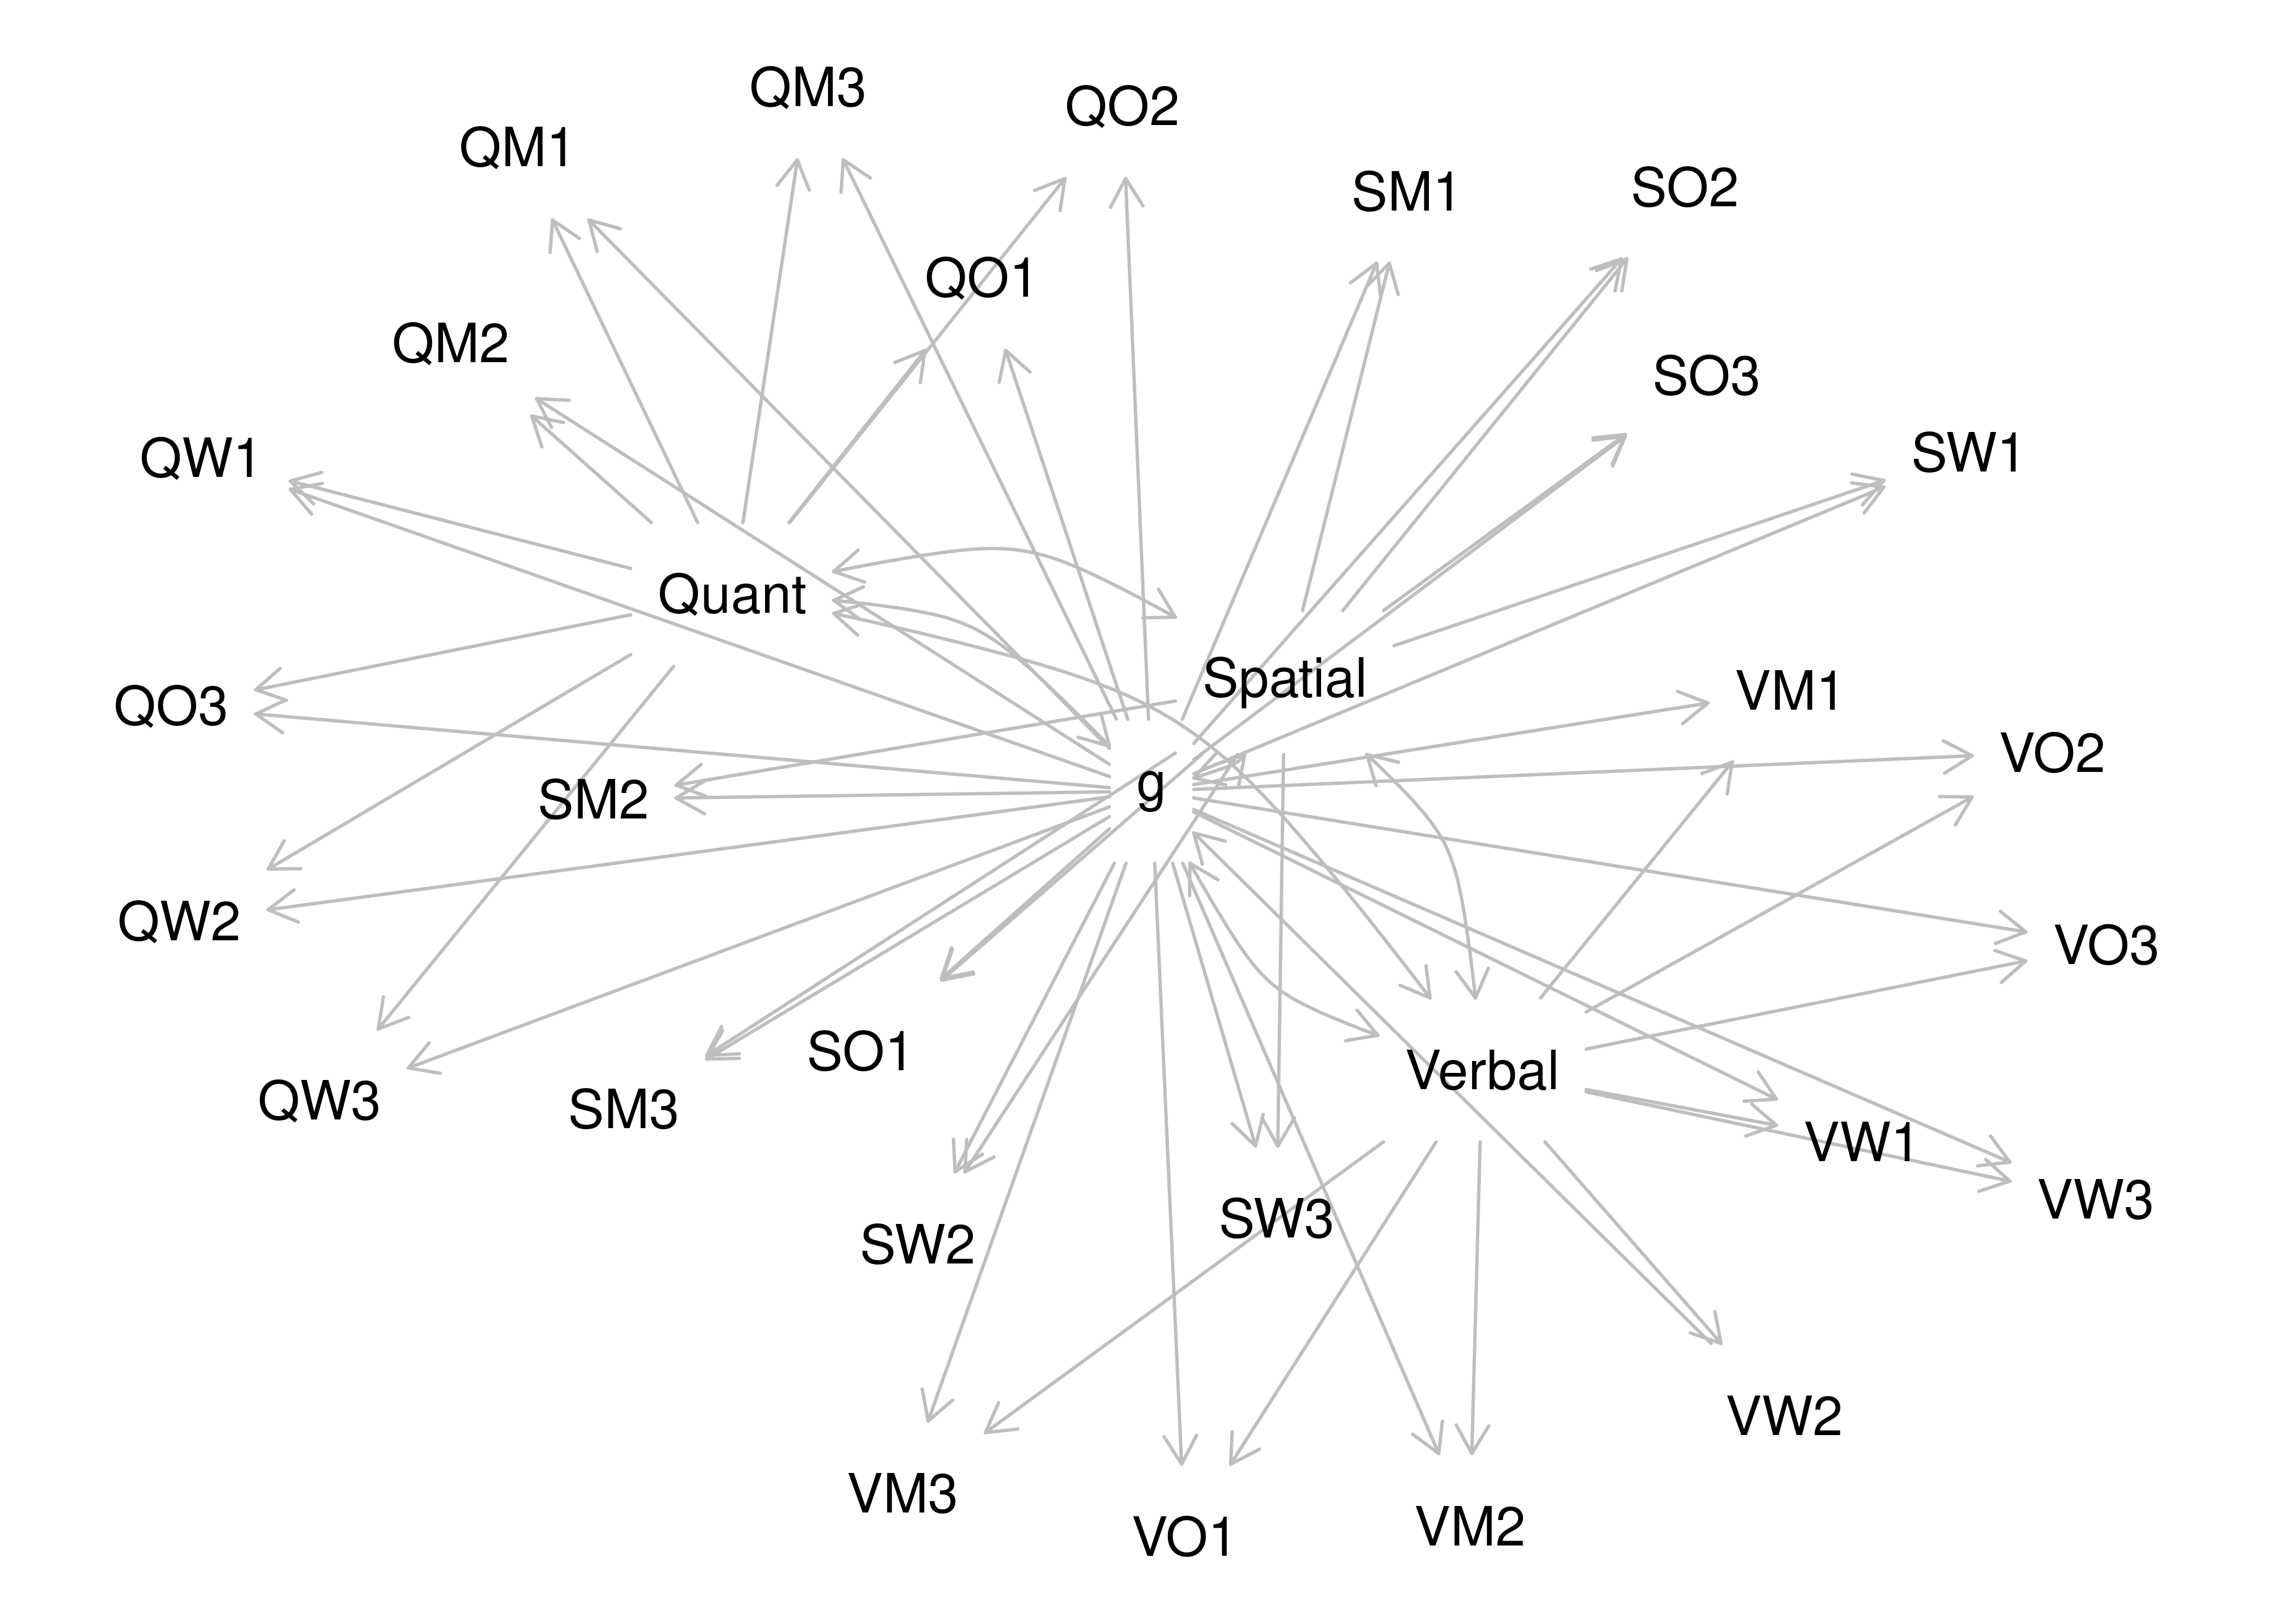 QM3
QO2
QM1
SM1
SO2
QO1
QM2
SO3
QW1
SW1
Quant
Spatial
VM1
QO3
VO2
g
SM2
QW2
VO3
SO1
Verbal
QW3
SM3
VW1
VW3
SW3
SW2
VW2
VM3
VM2
VO1